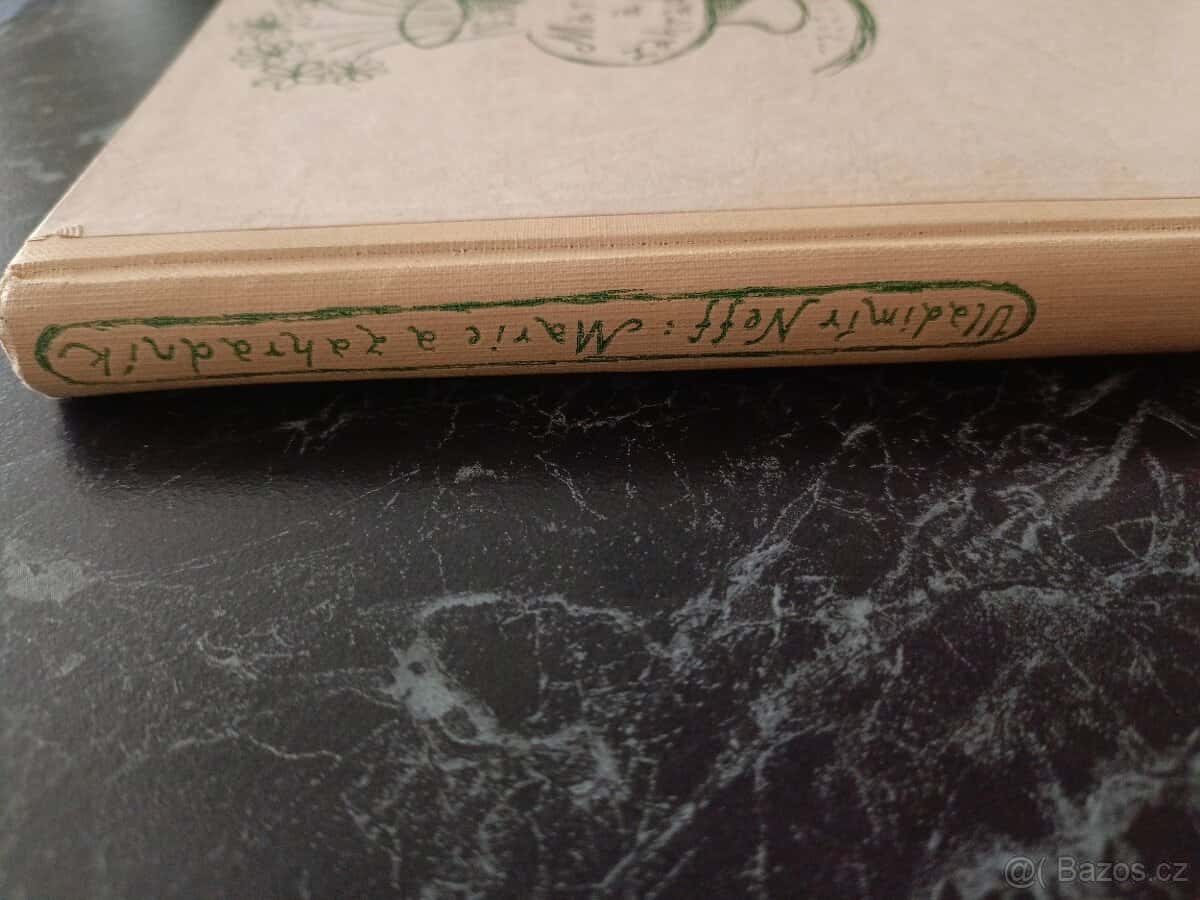 Vladimír Neff: Marie a zahradník
@( Bazos.cz